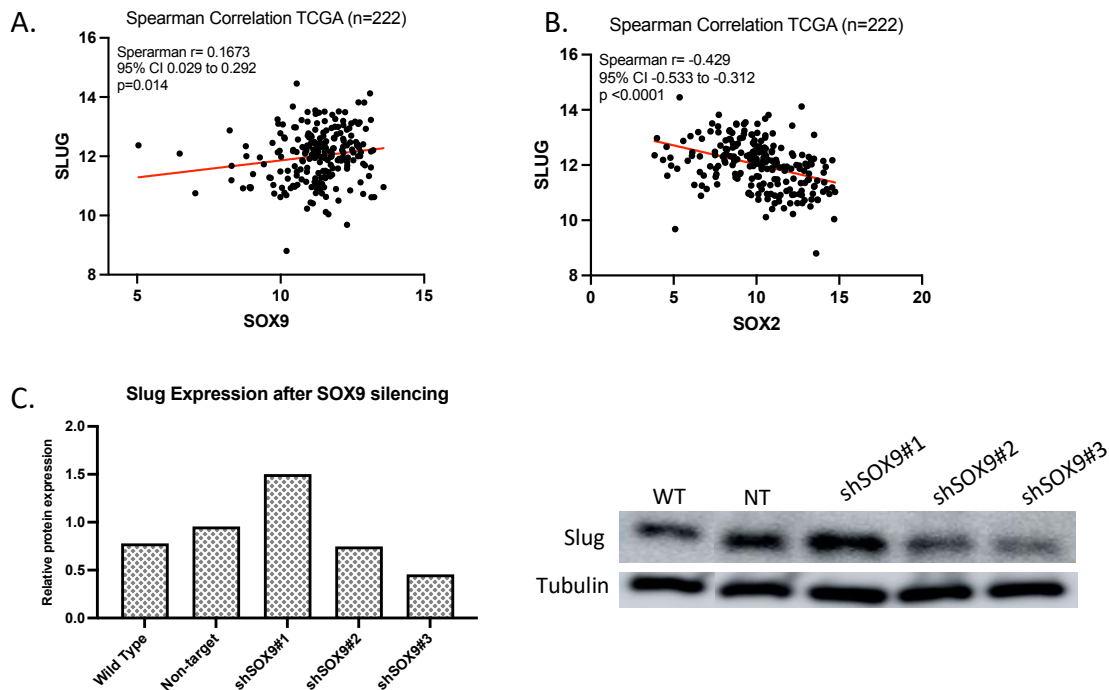 A.
Spearman Correlation TCGA (n=222)
Sperarman r= 0.1673
95% CI 0.029 to 0.292
p=0.014
SLUG
16
14
12
10
8
5
10
15
SOX9
B.
Spearman Correlation TCGA (n=222)
Spearman r= -0.429
95% CI -0.533 to -0.312
p <0.0001
SLUG
16
14
12
10
8
0
5
10
15
20
SOX2
C.
Slug Expression after SOX9 silencing
Relative protein expression
2.0
1.5
1.0
0.5
0.0
Wild Type
Non-target
shSOX9#1
shSOX9#2
shSOX9#3
WT
NT
shSOX9#1
shSOX9#2
shSOX9#3
Slug
Tubulin